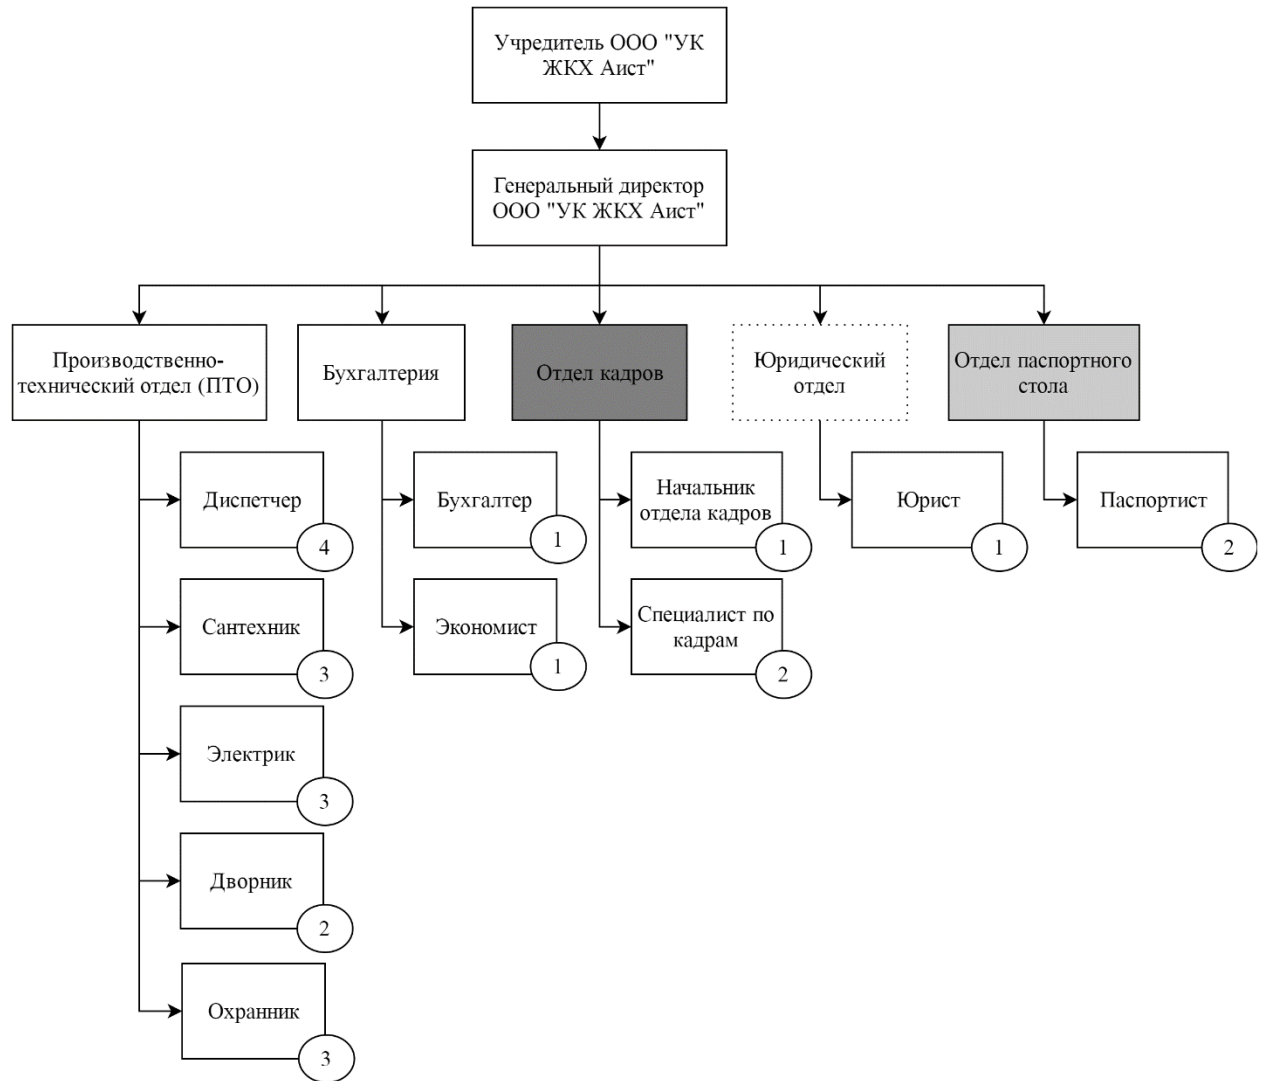 Учредитель ООО "УК
ЖКХ Аист"
Генеральный директор
ООО "УК ЖКХ Аист"
Производственно-
технический отдел (ПТО)
Бухгалтерия
Отдел кадров
Юридический
отдел
Отдел паспортного
стола
Диспетчер
4
Сантехник
3
Электрик
3
Дворник
2
Охранник
3
Бухгалтер
1
Экономист
1
Начальник
отдела кадров
1
Специалист по
кадрам
2
Юрист
1
Паспортист
2